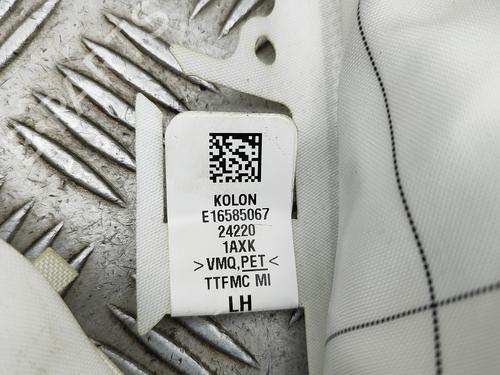 KOLON
E16585067
24220
1AXK
>VMQ,PET<
TTFMC MI
LH